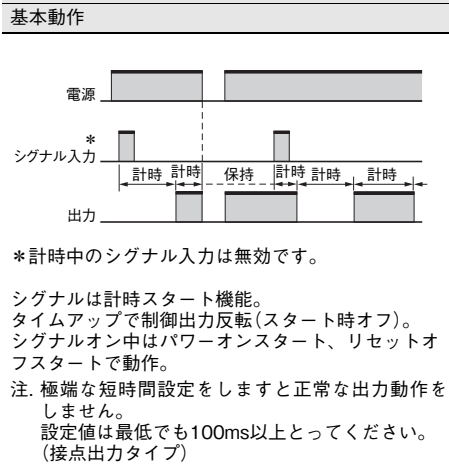 基本動作
電源
*
シグナル入力
計時 計時 保持 計時 計時 計時
出力
*計時中のシグナル入力は無効です。
シグナルは計時スタート機能。
タイムアップで制御出力反転(スタート時オフ)。
シグナルオン中はパワーオンスタート、リセットオ
フスタートで動作。
注. 極端な短時間設定をしますと正常な出力動作を
しません。
設定値は最低でも100ms以上とってください。
(接点出力タイプ)